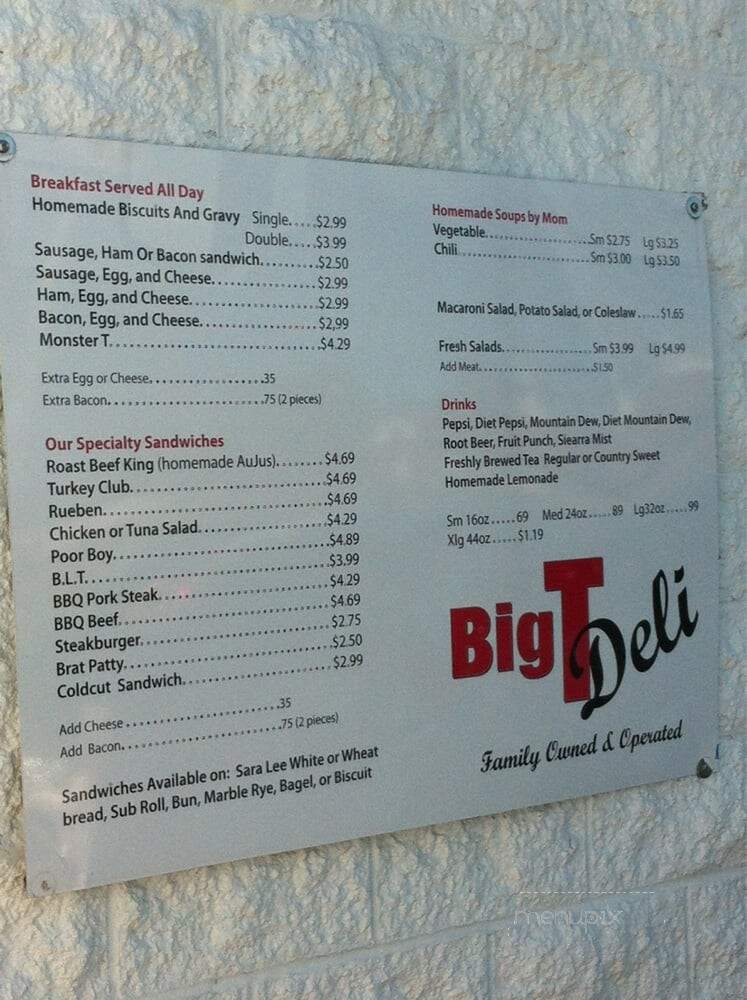 Breakfast Served All Day
Homemade Biscuits And Gravy Single.....$2.99
Double.....$3.99
Sausage, Ham Or Bacon sandwich..........$2.50
Sausage, Egg, and Cheese..................$2.99
Ham, Egg, and Cheese......................$2.99
Bacon, Egg, and Cheese....................$2,99
Monster T....................................$4.29
Extra Egg or Cheese...................35
Extra Bacon..........................75 (2 pieces)
Our Specialty Sandwiches
Roast Beef King (homemade AuJus)........$4.69
Turkey Club.................................$4.69
Rueben.....................................$4.69
Chicken or Tuna Salad......................$4.29
Poor Boy....................................$4.89
B.L.T.........................................$3.99
BBQ Pork Steak.............................$4.29
BBQ Beef....................................$4.69
Steakburger................................$2.75
Brat Patty...................................$2.50
Coldcut Sandwich..........................$2.99
Add Cheese.........................35
Add Bacon..........................75 (2 pieces)
Sandwiches Available on: Sara Lee White or Wheat
bread, Sub Roll, Bun, Marble Rye, Bagel, or Biscuit
Homemade Soups by Mom
Vegetable.....................Sm $2.75 Lg $3.25
Chili...........................Sm $3.00 Lg $3.50
Macaroni Salad, Potato Salad, or Coleslaw.....$1.65
Fresh Salads..................Sm $3.99 Lg $4.99
Add Meat.......................$1.50
Drinks
Pepsi, Diet Pepsi, Mountain Dew, Diet Mountain Dew,
Root Beer, Fruit Punch, Siearra Mist
Freshly Brewed Tea Regular or Country Sweet
Homemade Lemonade
Sm 16oz.....69 Med 24oz.....89 Lg32oz.....99
Xlg 44oz.....$1.19
Big T Deli
Family Owned & Operated
menupix